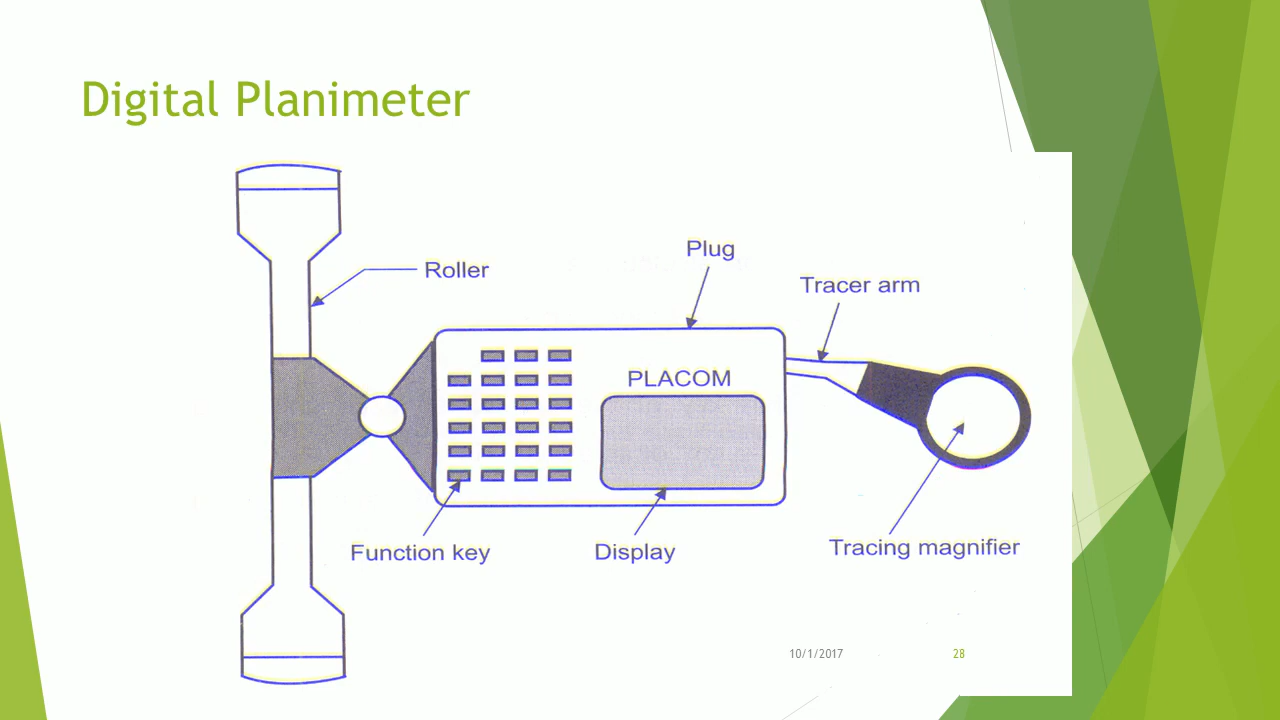 Digital Planimeter
Plug
Roller
Tracer arm
PLACOM
Function key
Display
Tracing magnifier
10/1/2017
28